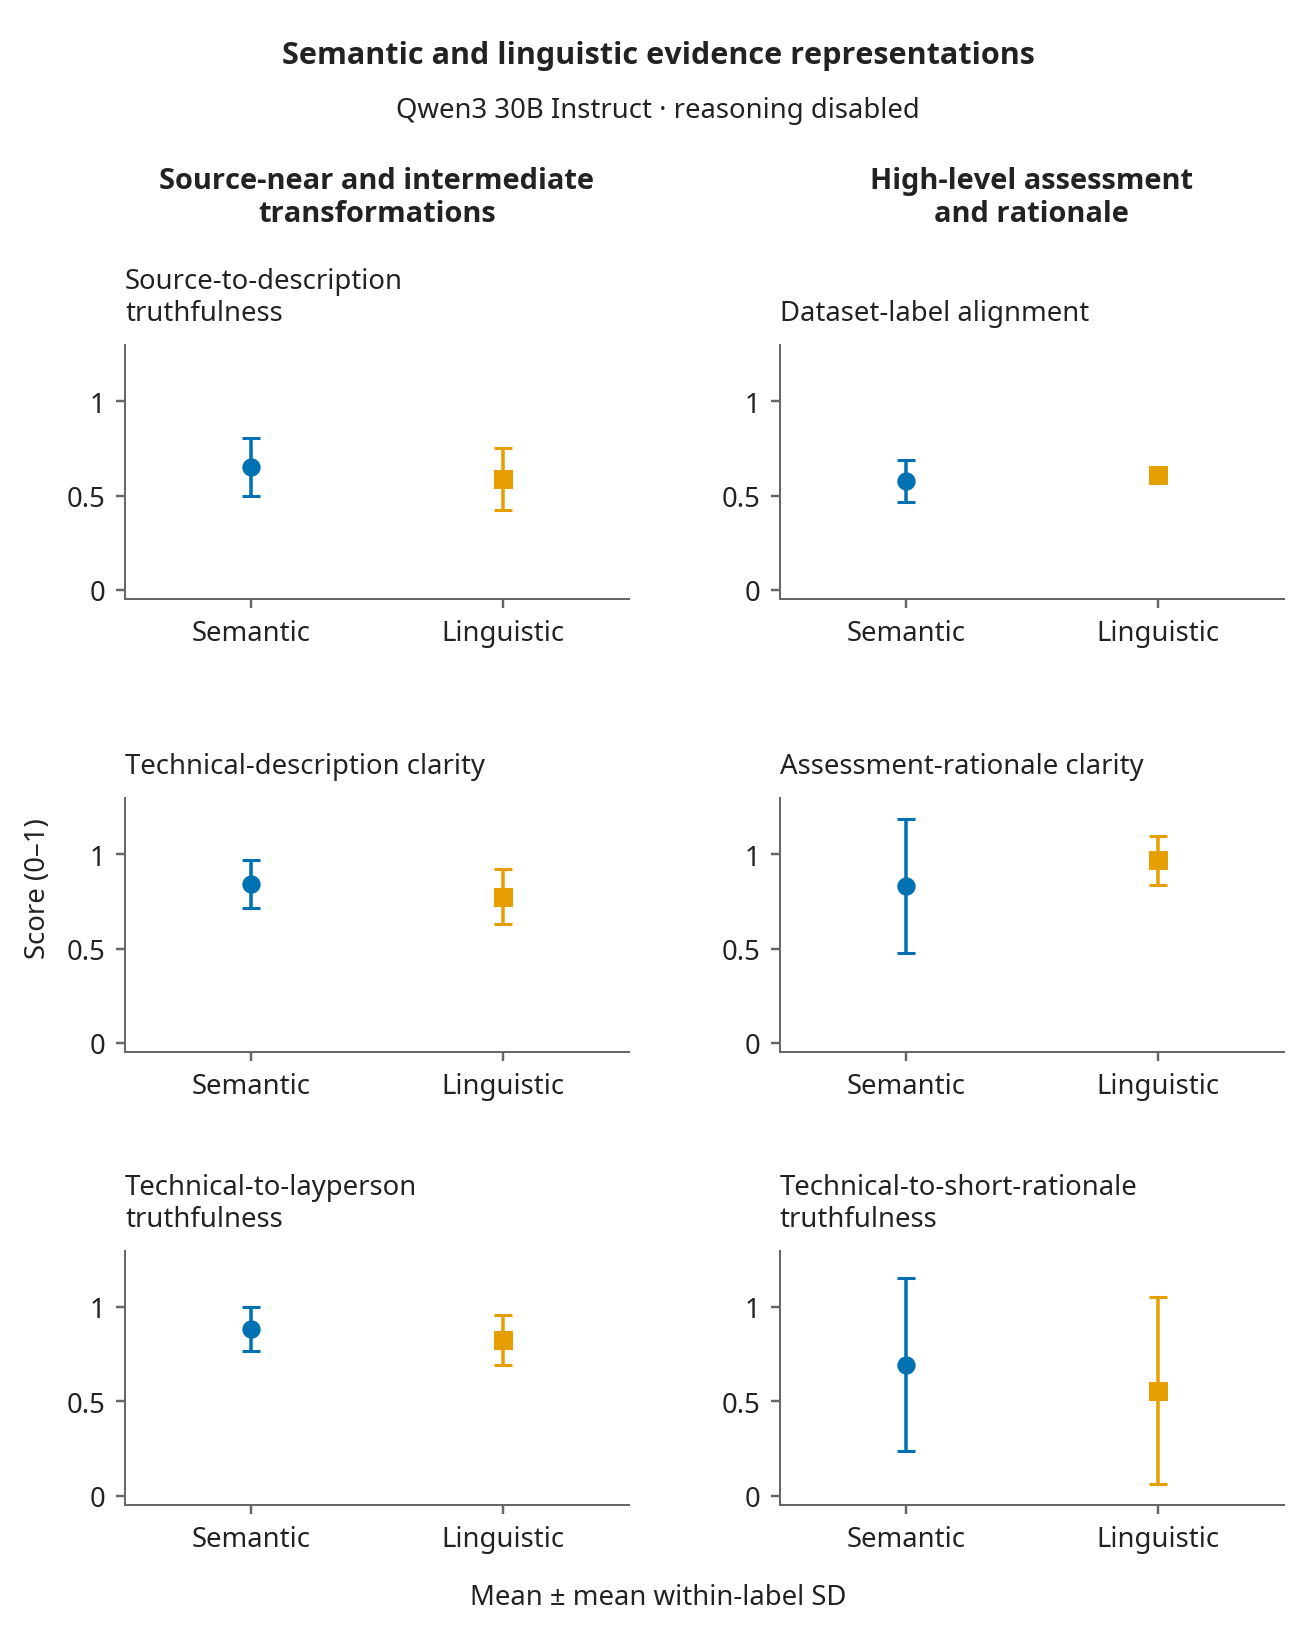 Semantic and linguistic evidence representations
Qwen3 30B Instruct · reasoning disabled
Source-near and intermediate
transformations
High-level assessment
and rationale
Source-to-description
truthfulness
1
0.5
0
Semantic Linguistic
Dataset-label alignment
1
0.5
0
Semantic Linguistic
Score (0–1)
Technical-description clarity
1
0.5
0
Semantic Linguistic
Assessment-rationale clarity
1
0.5
0
Semantic Linguistic
Technical-to-layperson
truthfulness
1
0.5
0
Semantic Linguistic
Technical-to-short-rationale
truthfulness
1
0.5
0
Semantic Linguistic
Mean ± mean within-label SD